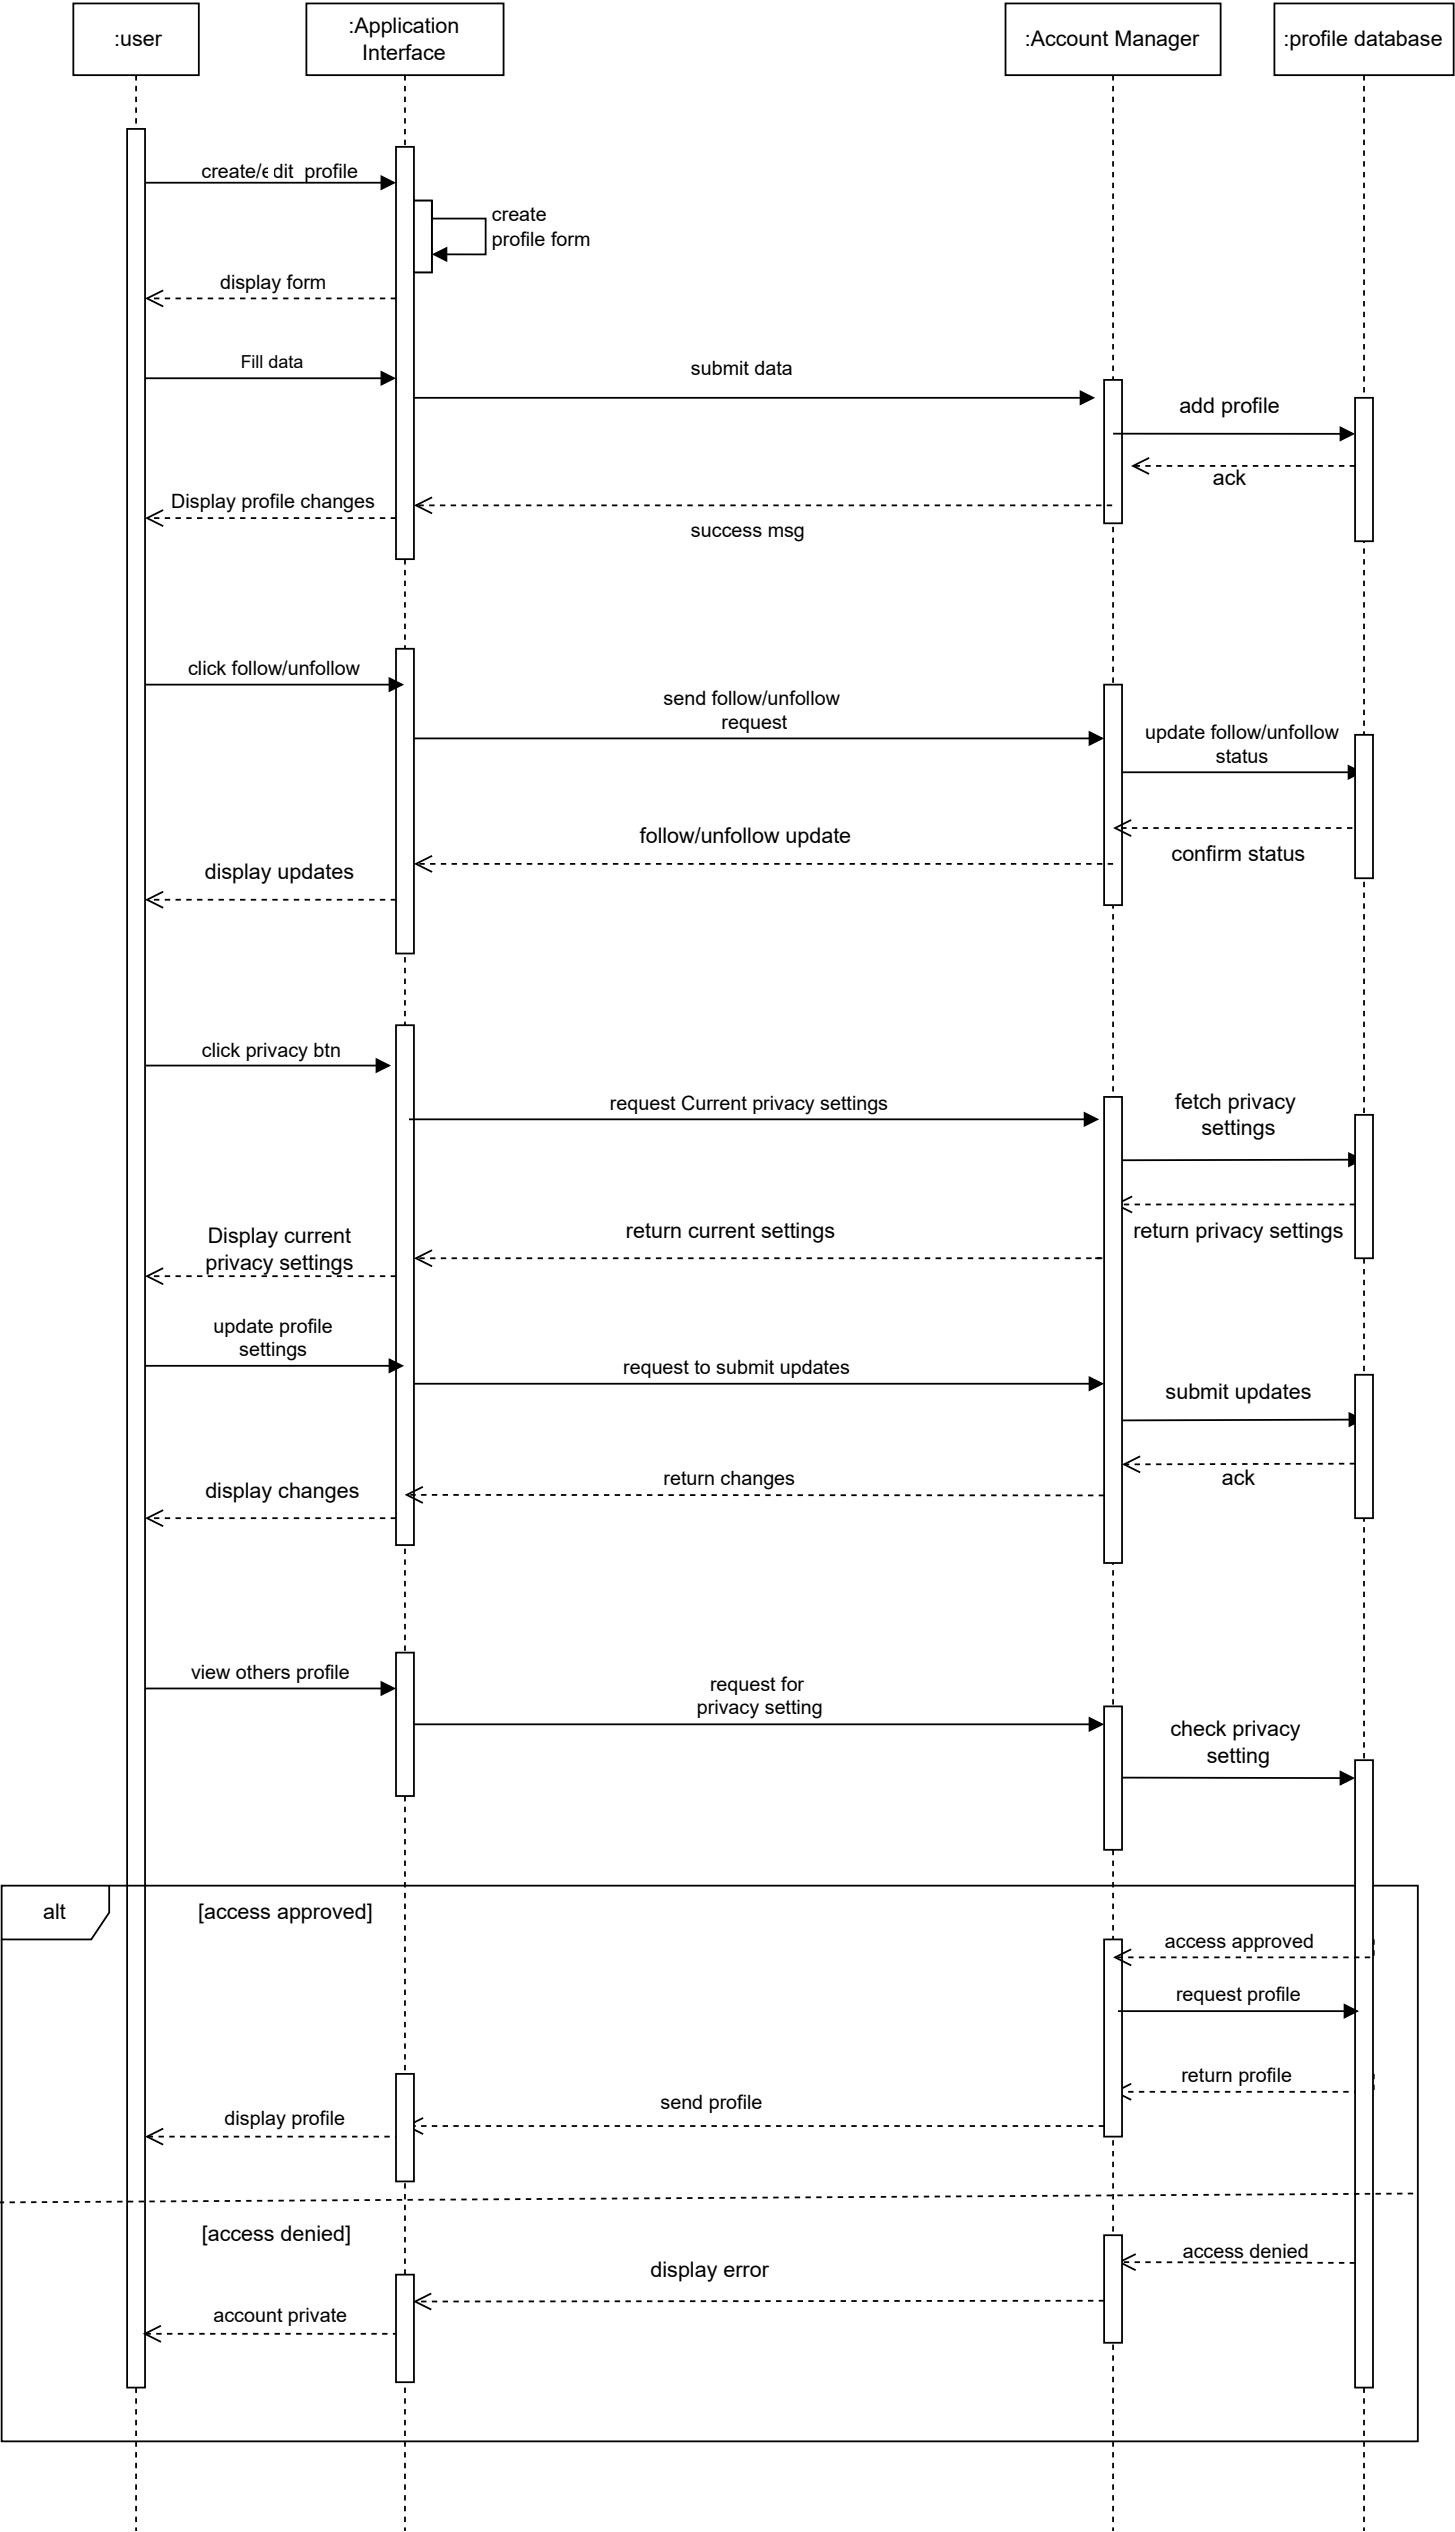 :user
:Application
Interface
:Account Manager
:profile database
create/edit  profile
create
profile form
display form
Fill data
submit data
add profile
ack
Display profile changes
success msg
click follow/unfollow
send follow/unfollow
request
update follow/unfollow
status
follow/unfollow update
confirm status
display updates
click privacy btn
request Current privacy settings
fetch privacy
settings
return privacy settings
return current settings
Display current
privacy settings
update profile
settings
request to submit updates
submit updates
ack
return changes
display changes
view others profile
request for
privacy setting
check privacy
setting
alt
[access approved]
access approved
request profile
return profile
send profile
display profile
[access denied]
access denied
display error
account private